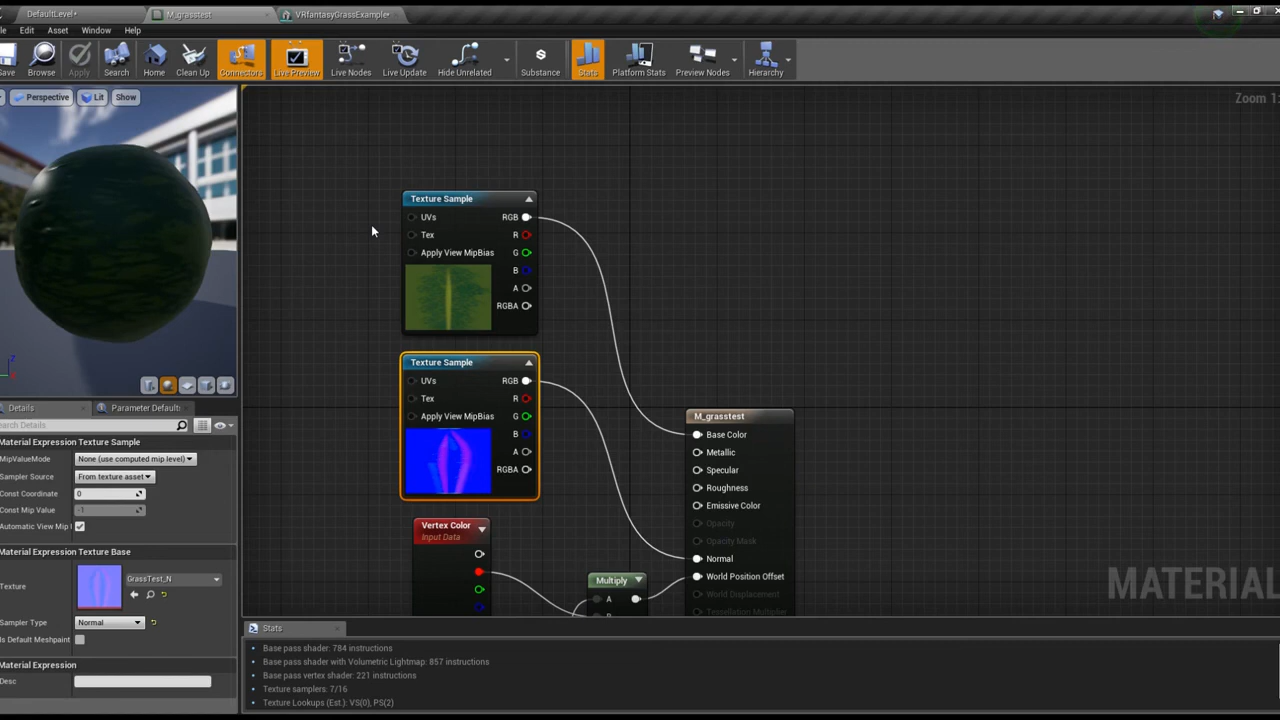 DefaultLevel*
M_grasstest
VRfantasyGrassExample*
Edit
Asset
Window
Help
Browse
Apply
Search
Home
Clean Up
Connectors
Live Preview
Live Nodes
Live Update
Hide Unrelated
Substance
Stats
Platform Stats
Preview Nodes
Hierarchy
Perspective
Lit
Show
Zoom 1:
Texture Sample
UVs
RGB
Tex
R
Apply View MipBias
G
B
A
RGBA
Texture Sample
UVs
RGB
Tex
R
Apply View MipBias
G
B
A
RGBA
Vertex Color
Input Data
Multiply
A
M_grasstest
Base Color
Metallic
Specular
Roughness
Emissive Color
Opacity
Opacity Mask
Normal
World Position Offset
World Displacement
Tessellation Multiplier
MATERIAL
Z
Details
Parameter Default
earch Details
Material Expression Texture Sample
MipValueMode
None (use computed mip level)
Sampler Source
From texture asset
Const Coordinate
0
Const Mip Value
-1
Automatic View Mip
Material Expression Texture Base
Texture
GrassTest_N
Sampler Type
Normal
Is Default Meshpaint
Material Expression
Desc
Stats
Base pass shader: 784 instructions
Base pass shader with Volumetric Lightmap: 857 instructions
Base pass vertex shader: 221 instructions
Texture samplers: 7/16
Texture Lookups (Est.): VS(0), PS(2)